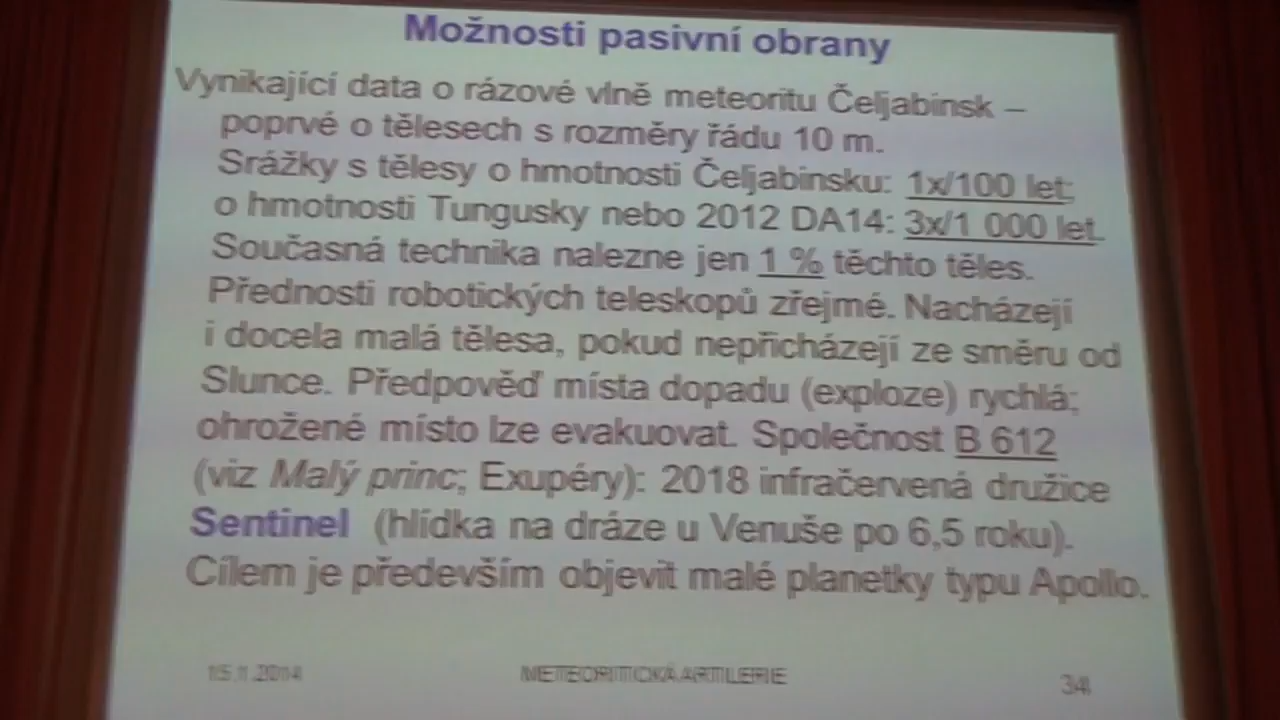 Možnosti pasivní obrany
Vynikající data o rázové vlně meteoritu Čeljabinsk –
poprvé o tělesech s rozměry řádu 10 m.
Srážky s tělesy o hmotnosti Čeljabinsku: 1x/100 let;
o hmotnosti Tungusky nebo 2012 DA14: 3x/1 000 let.
Současná technika nalezne jen 1 % těchto těles.
Přednosti robotických teleskopů zřejmé. Nacházejí
i docela malá tělesa, pokud nepřicházejí ze směru od
Slunce. Předpověď místa dopadu (exploze) rychlá;
ohrožené místo lze evakuovat. Společnost B 612
(viz Malý princ; Exupéry): 2018 infračervená družice
Sentinel (hlídka na dráze u Venuše po 6,5 roku).
Cílem je především objevit malé planetky typu Apollo.
METEORITICKÁ ARTILERIE
34